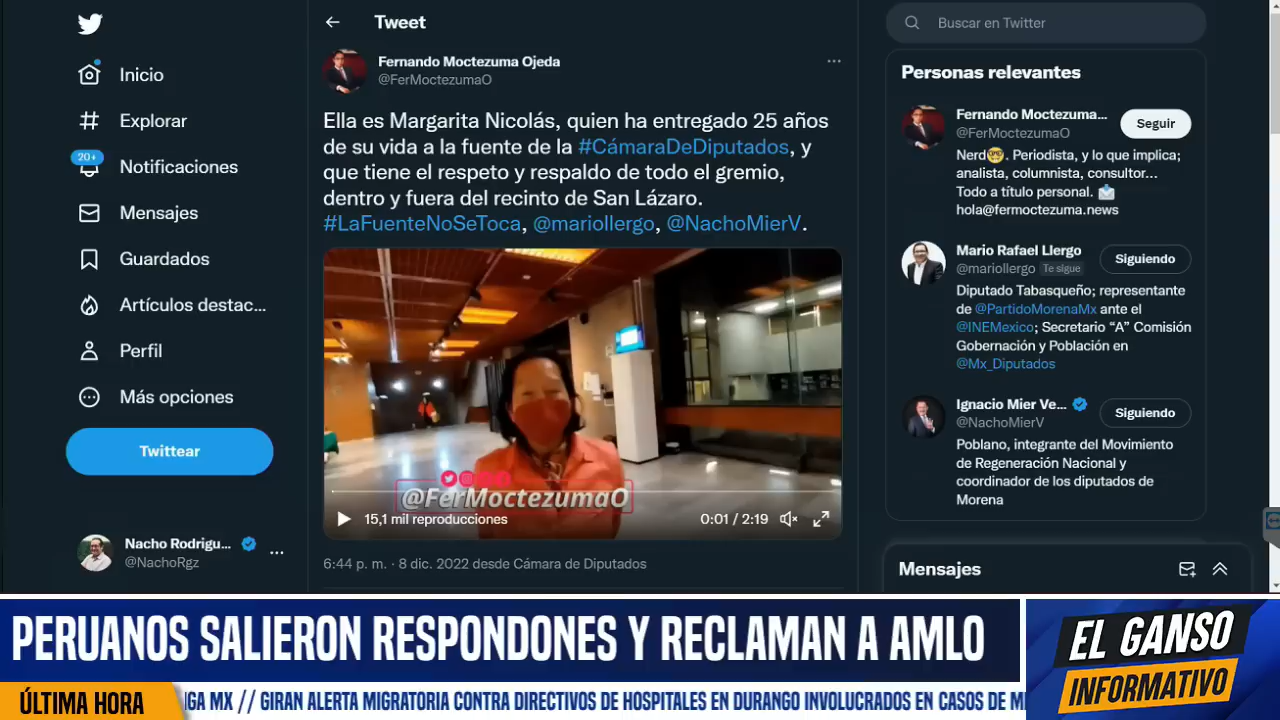 Inicio
Explorar
20+
Notificaciones
Mensajes
Guardados
Artículos destac...
Perfil
Más opciones
Twittear
Nacho Rodrigu...
@NachoRgz
Tweet
Fernando Moctezuma Ojeda
@FerMoctezumaO
Ella es Margarita Nicolás, quien ha entregado 25 años
de su vida a la fuente de la #CámaraDeDiputados, y
que tiene el respeto y respaldo de todo el gremio,
dentro y fuera del recinto de San Lázaro.
#LaFuenteNoSeToca, @mariollergo, @NachoMierV.
@FerMoctezumaO
15,1 mil reproducciones
0:01 / 2:19
6:44 p. m. · 8 dic. 2022 desde Cámara de Diputados
Buscar en Twitter
Personas relevantes
Fernando Moctezuma...
@FerMoctezumaO
Seguir
Nerd🤓. Periodista, y lo que implica;
analista, columnista, consultor...
Todo a título personal. 📩
hola@fermoctezuma.news
Mario Rafael Llergo
@mariollergo Te sigue
Siguiendo
Diputado Tabasqueño; representante
de @PartidoMorenaMx ante el
@INEMexico; Secretario “A” Comisión
Gobernación y Población en
@Mx_Diputados
Ignacio Mier Ve...
@NachoMierV
Siguiendo
Poblano, integrante del Movimiento
de Regeneración Nacional y
coordinador de los diputados de
Morena
Mensajes
PERUANOS SALIERON RESPONDONES Y RECLAMAN A AMLO
EL GANSO
INFORMATIVO
ÚLTIMA HORA
IGA MX // GIRAN ALERTA MIGRATORIA CONTRA DIRECTIVOS DE HOSPITALES EN DURANGO INVOLUCRADOS EN CASOS DE M